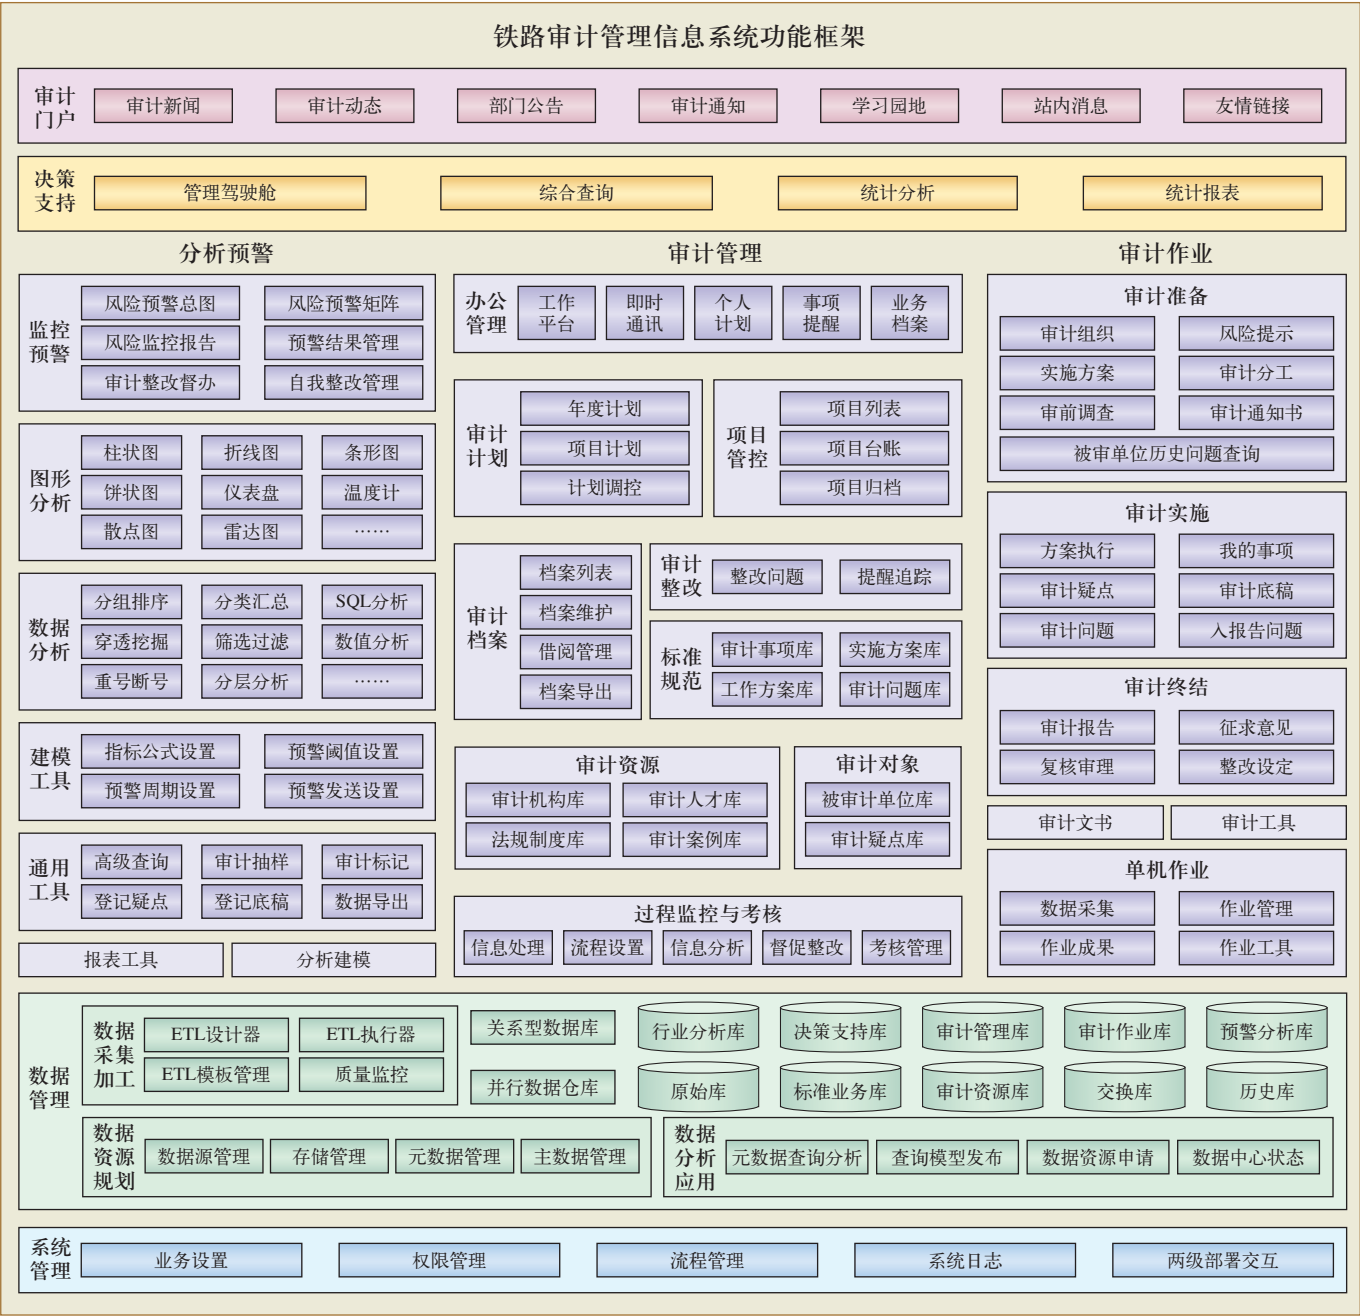 铁路审计管理信息系统功能框架
审计
门户
审计新闻
审计动态
部门公告
审计通知
学习园地
站内消息
友情链接
决策
支持
管理驾驶舱
综合查询
统计分析
统计报表
分析预警
监控
预警
风险预警总图
风险预警矩阵
风险监控报告
预警结果管理
审计整改督办
自我整改管理
图形
分析
柱状图
折线图
条形图
饼状图
仪表盘
温度计
散点图
雷达图
……
数据
分析
分组排序
分类汇总
SQL分析
穿透挖掘
筛选过滤
数值分析
重号断号
分层分析
……
建模
工具
指标公式设置
预警阈值设置
预警周期设置
预警发送设置
通用
工具
高级查询
审计抽样
审计标记
登记疑点
登记底稿
数据导出
报表工具
分析建模
审计管理
办公
管理
工作
平台
即时
通讯
个人
计划
事项
提醒
业务
档案
审计
计划
年度计划
项目计划
计划调控
项目
管控
项目列表
项目台账
项目归档
审计
档案
档案列表
档案维护
借阅管理
档案导出
审计
整改
整改问题
提醒追踪
标准
规范
审计事项库
实施方案库
工作方案库
审计问题库
审计资源
审计机构库
审计人才库
法规制度库
审计案例库
审计对象
被审计单位库
审计疑点库
过程监控与考核
信息处理
流程设置
信息分析
督促整改
考核管理
审计作业
审计准备
审计组织
风险提示
实施方案
审计分工
审前调查
审计通知书
被审单位历史问题查询
审计实施
方案执行
我的事项
审计疑点
审计底稿
审计问题
入报告问题
审计终结
审计报告
征求意见
复核审理
整改设定
审计文书
审计工具
单机作业
数据采集
作业管理
作业成果
作业工具
数据
管理
数据
采集
加工
ETL设计器
ETL执行器
ETL模板管理
质量监控
关系型数据库
并行数据仓库
行业分析库
决策支持库
审计管理库
审计作业库
预警分析库
原始库
标准业务库
审计资源库
交换库
历史库
数据
资源
规划
数据源管理
存储管理
元数据管理
主数据管理
数据
分析
应用
元数据查询分析
查询模型发布
数据资源申请
数据中心状态
系统
管理
业务设置
权限管理
流程管理
系统日志
两级部署交互